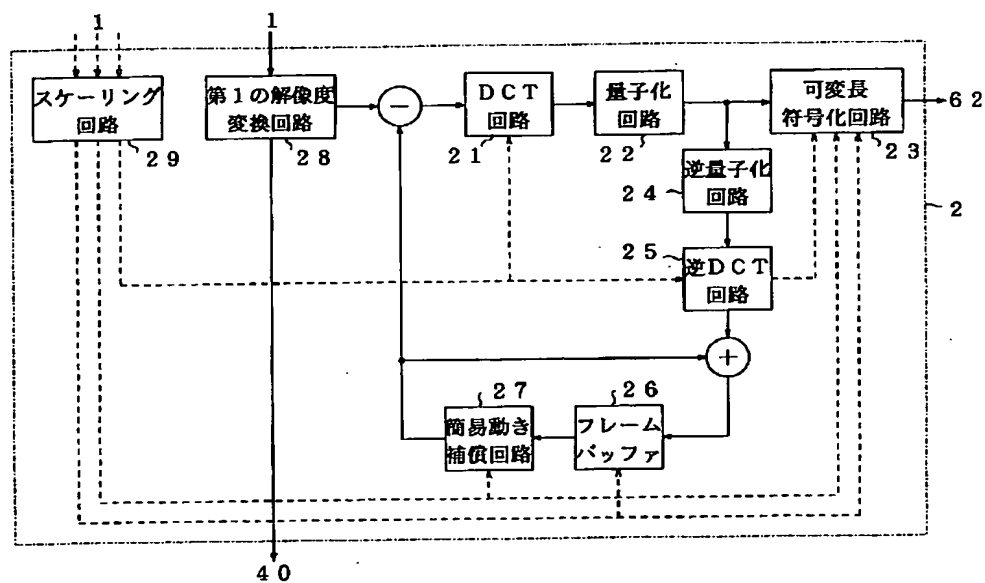 1
1
スケーリング
回路
29
第1の解像度
変換回路
28
−
DCT
回路
21
量子化
回路
22
可変長
符号化回路
23
62
逆量子化
回路
24
2
25
逆DCT
回路
+
27
簡易動き
補償回路
26
フレーム
バッファ
40